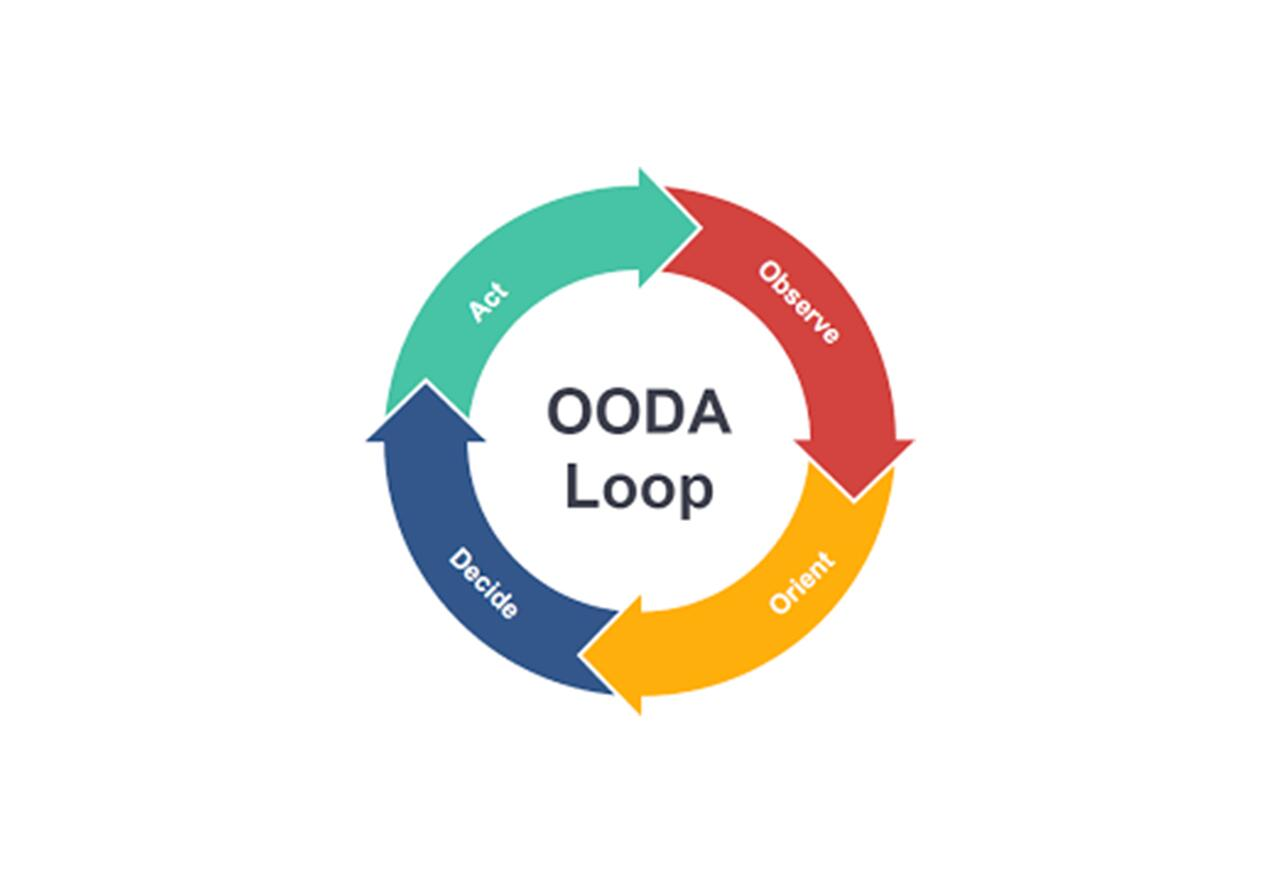 OODA
Loop
Observe
Orient
Decide
Act